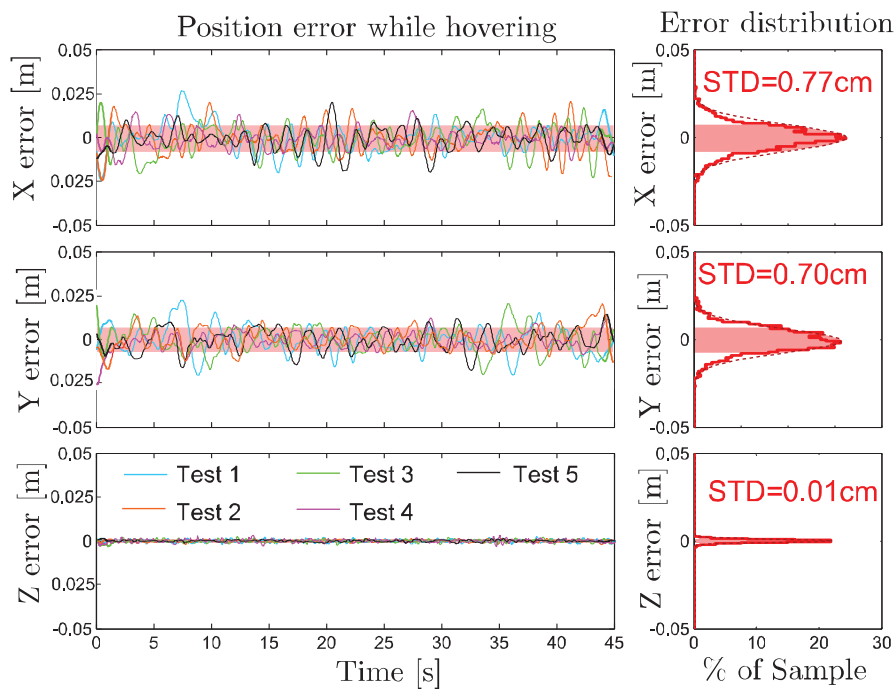 Position error while hovering
Error distribution
X error [m]
0.05
0.025
0
0.025
-0.05
X error [m]
0.05
0
-0.05
STD=0.77cm
Y error [m]
0.05
0.025
0
0.025
-0.05
Y error [m]
0.05
0
-0.05
STD=0.70cm
Z error [m]
0.05
0.025
0
0.025
-0.05
Test 1
Test 3
Test 5
Test 2
Test 4
0 5 10 15 20 25 30 35 40 45
Time [s]
Z error [m]
0.05
0
-0.05
STD=0.01cm
0 10 20 30
% of Sample